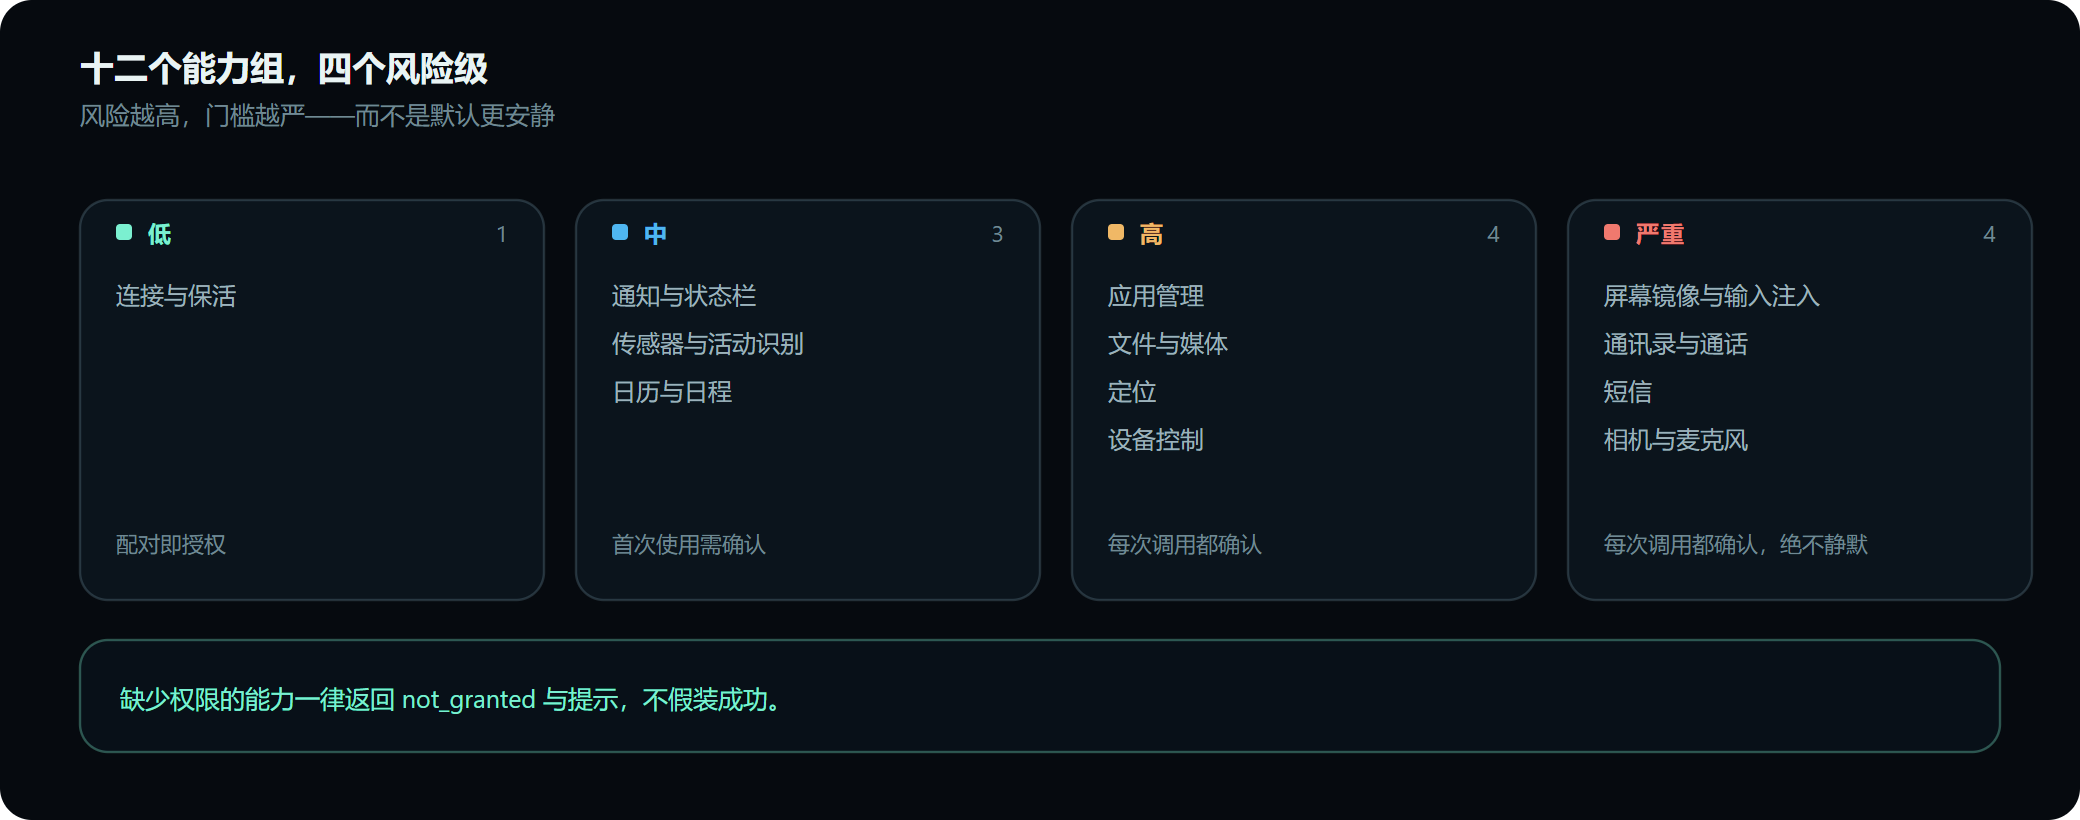 十二个能力组，四个风险级
风险越高，门槛越严——而不是默认更安静
低 1
连接与保活
配对即授权
中 3
通知与状态栏
传感器与活动识别
日历与日程
首次使用需确认
高 4
应用管理
文件与媒体
定位
设备控制
每次调用都确认
严重 4
屏幕镜像与输入注入
通讯录与通话
短信
相机与麦克风
每次调用都确认，绝不静默
缺少权限的能力一律返回 not_granted 与提示，不假装成功。